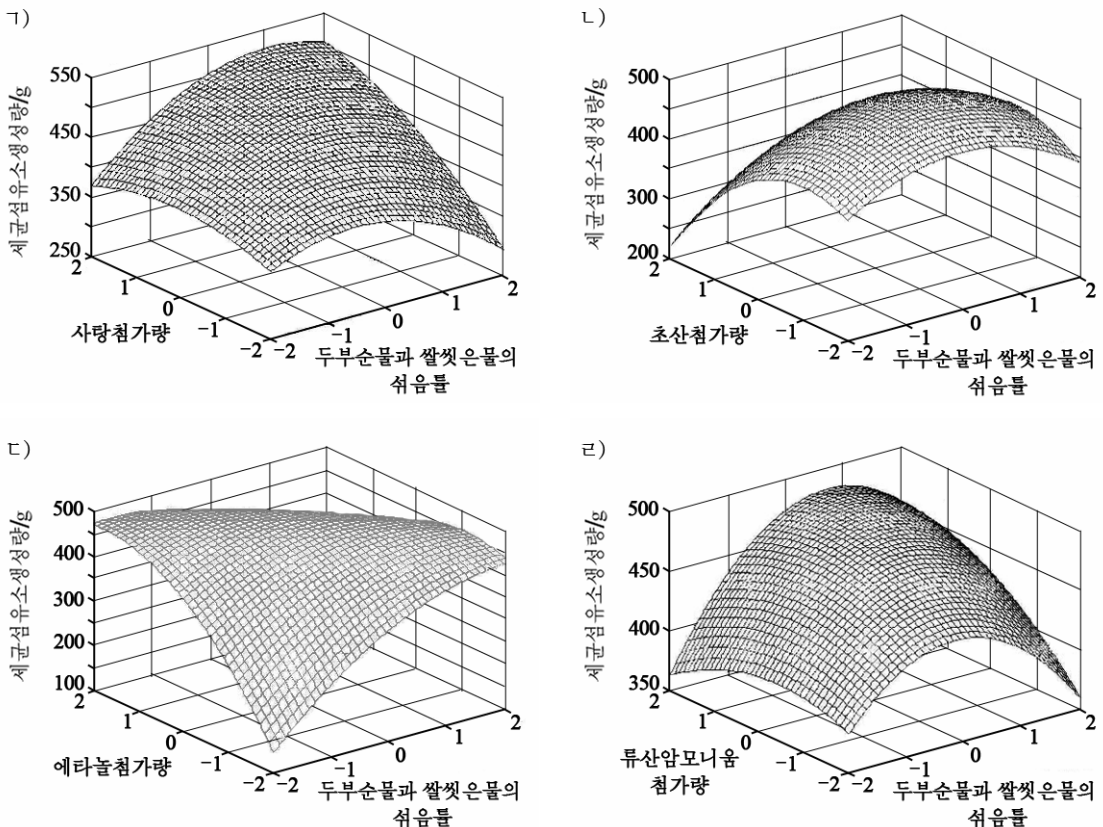 ㄱ)
세균섬유소생성량/g
550
450
350
250
2
1
0
-1
-2
-2
-1
0
1
2
사탕첨가량
두부순물과 쌀씻은물의
섞음률
ㄴ)
세균섬유소생성량/g
500
400
300
200
2
1
0
-1
-2
-2
-1
0
1
2
초산첨가량
두부순물과 쌀씻은물의
섞음률
ㄷ)
세균섬유소생성량/g
500
400
300
200
100
2
1
0
-1
-2
-2
-1
0
1
2
에타놀첨가량
두부순물과 쌀씻은물의
섞음률
ㄹ)
세균섬유소생성량/g
500
450
400
350
2
1
0
-1
-2
-2
-1
0
1
2
류산암모니움
첨가량
두부순물과 쌀씻은물의
섞음률